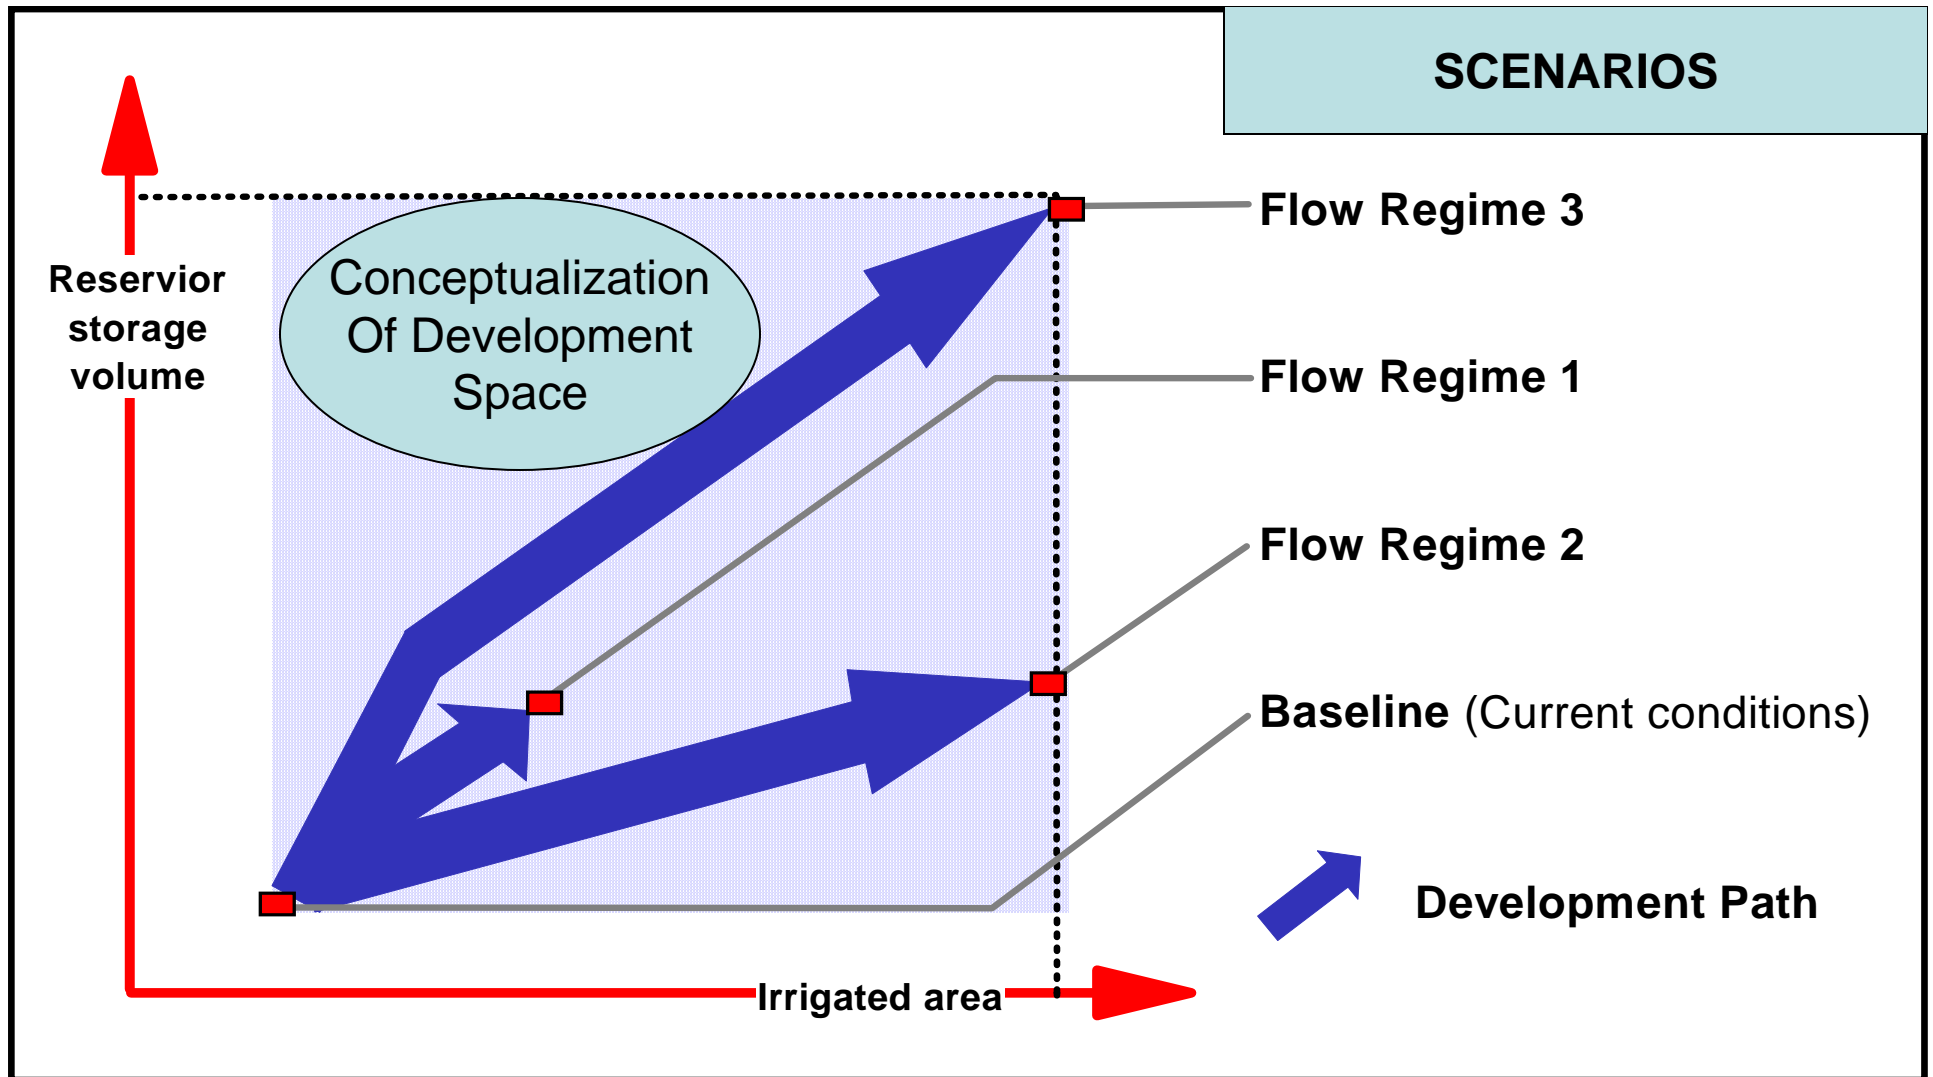 SCENARIOS
Reservior
storage
volume
Conceptualization
Of Development
Space
Flow Regime 3
Flow Regime 1
Flow Regime 2
Baseline (Current conditions)
Development Path
Irrigated area